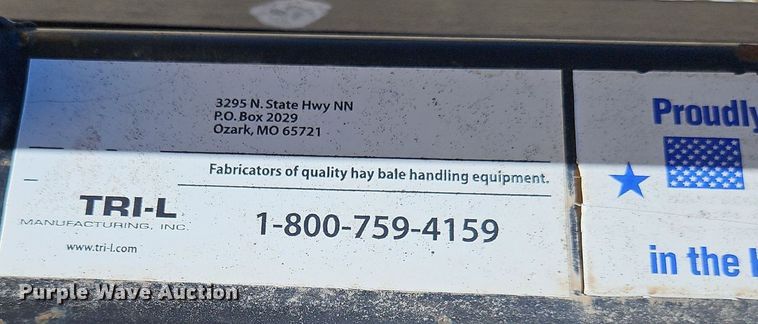 3295 N. State Hwy NN
P.O. Box 2029
Ozark, MO 65721
Fabricators of quality hay bale handling equipment.
TRI-L
MANUFACTURING, INC.
www.tri-l.com
1-800-759-4159
Proudly
in the
Purple Wave Auction